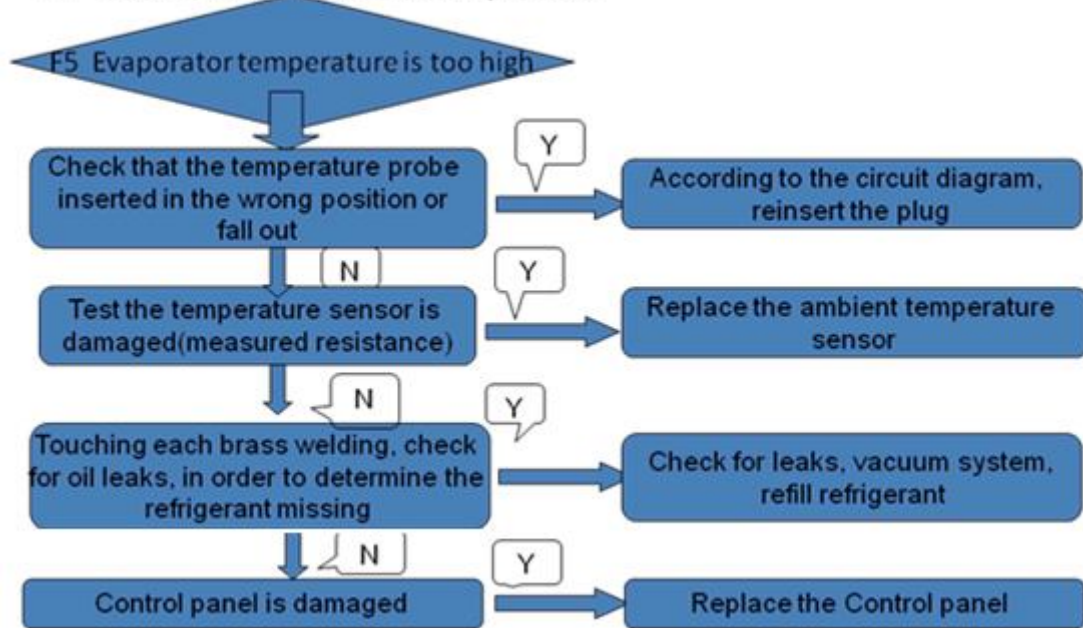 F5 Evaporator temperature is too high
Check that the temperature probe
inserted in the wrong position or
fall out
Y
According to the circuit diagram,
reinsert the plug
N
Test the temperature sensor is
damaged(measured resistance)
Y
Replace the ambient temperature
sensor
N
Touching each brass welding, check
for oil leaks, in order to determine the
refrigerant missing
Y
Check for leaks, vacuum system,
refill refrigerant
N
Control panel is damaged
Y
Replace the Control panel